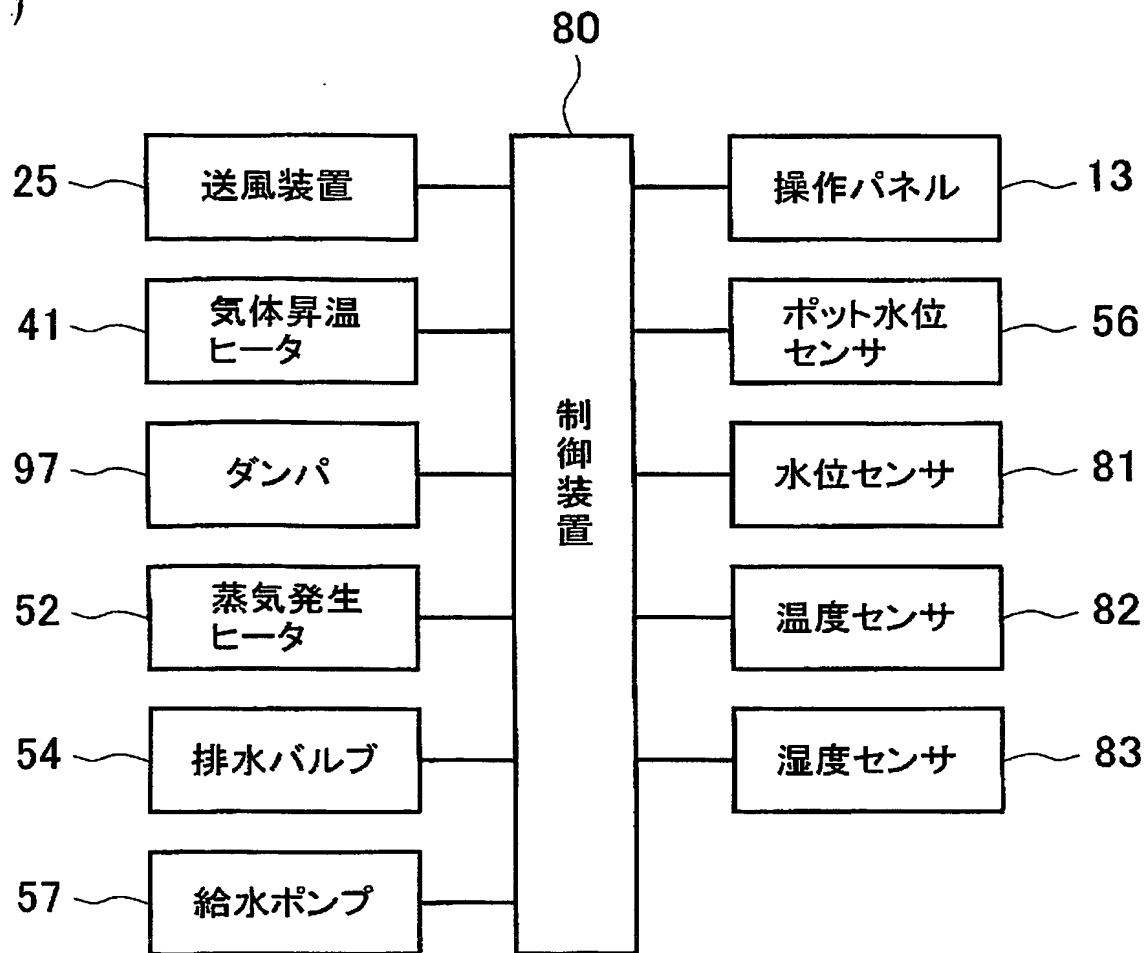 80
25
送風装置
操作パネル
13
41
気体昇温
ヒータ
ポット水位
センサ
56
97
ダンパ
制御装置
水位センサ
81
52
蒸気発生
ヒータ
温度センサ
82
54
排水バルブ
湿度センサ
83
57
給水ポンプ